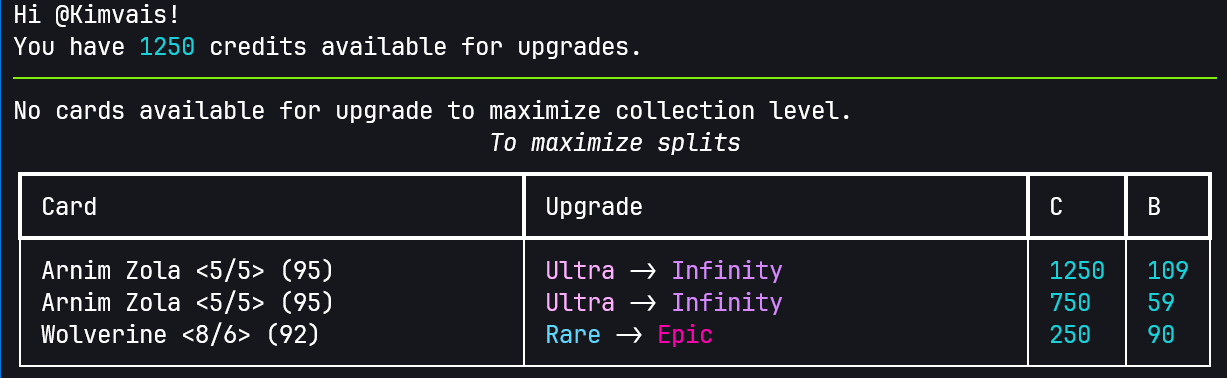 Hi @Kimvais!
You have 1250 credits available for upgrades.
No cards available for upgrade to maximize collection level.
To maximize splits
Card Upgrade C B
Arnim Zola <5/5> (95) Ultra → Infinity 1250 109
Arnim Zola <5/5> (95) Ultra → Infinity 750 59
Wolverine <8/6> (92) Rare → Epic 250 90